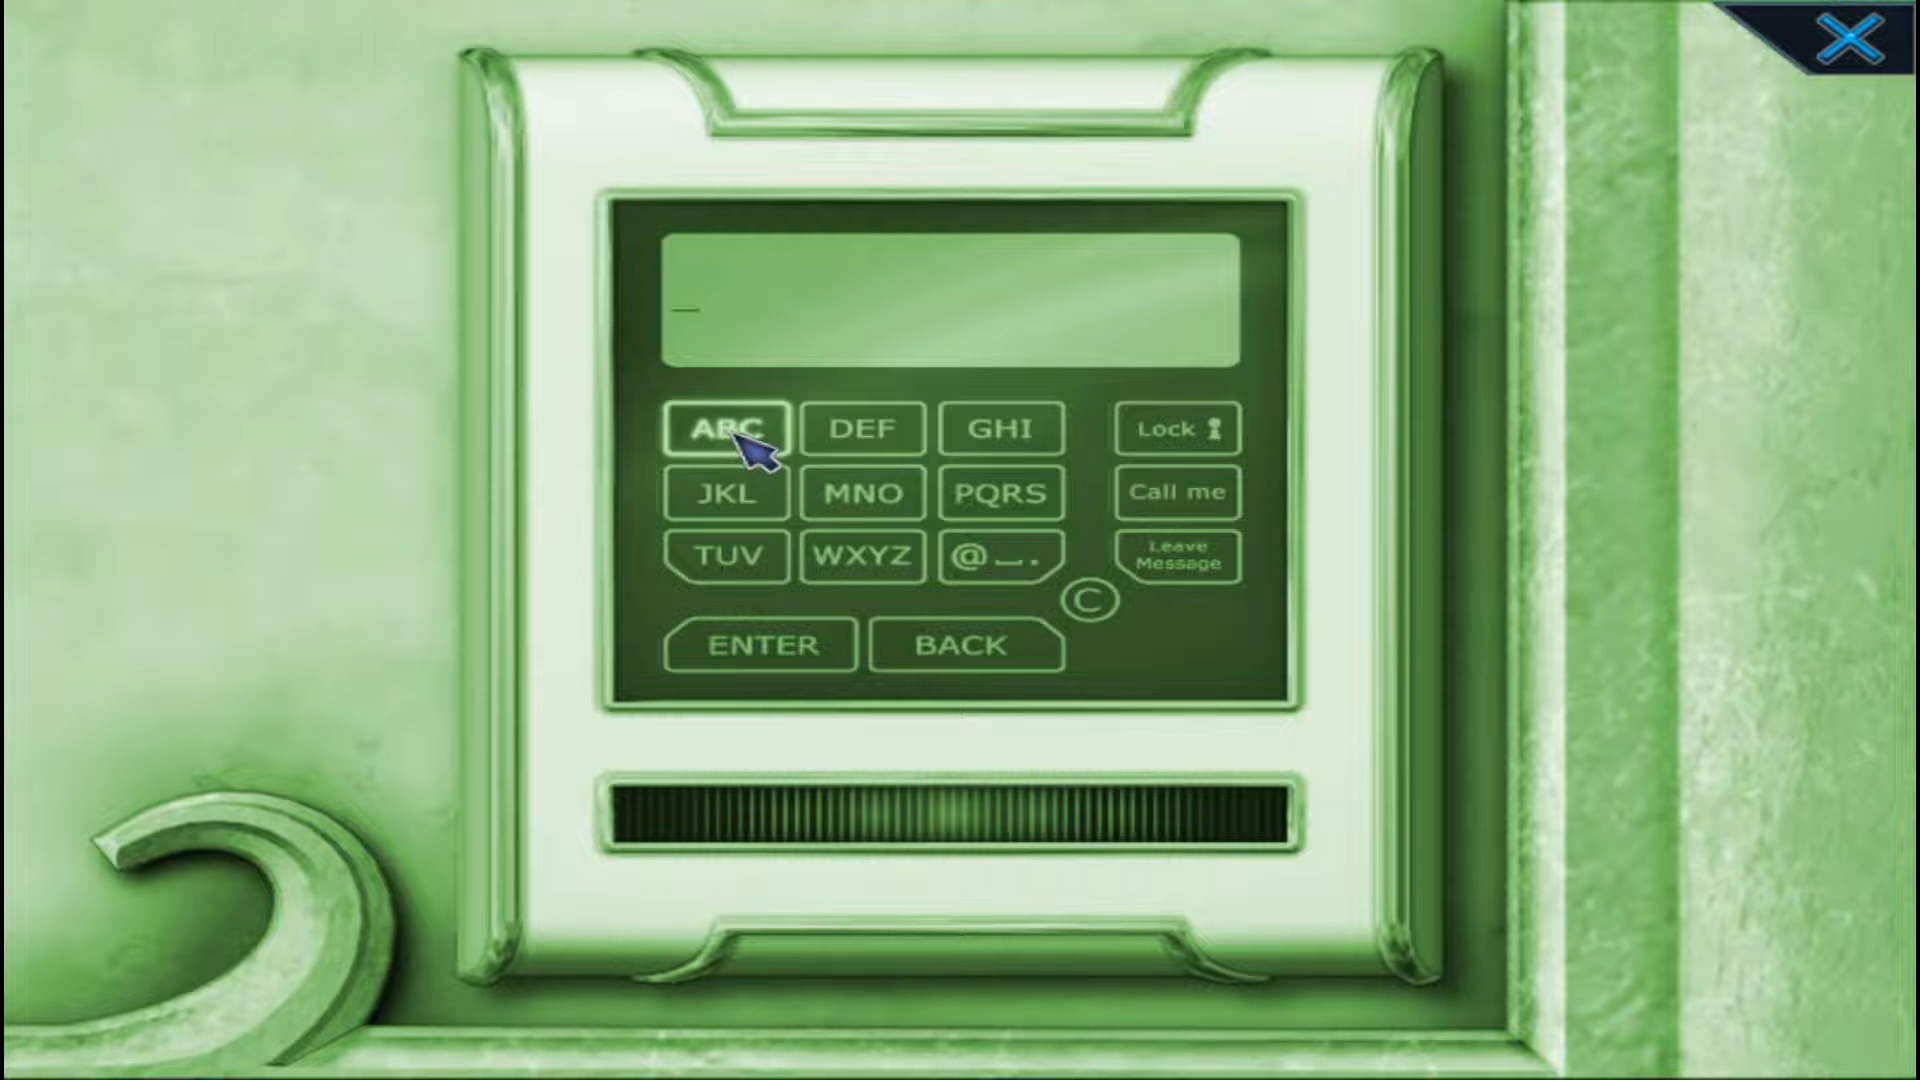 _
ABC DEF GHI Lock
JKL MNO PQRS Call me
TUV WXYZ @ ⎵ . Leave Message
C
ENTER BACK